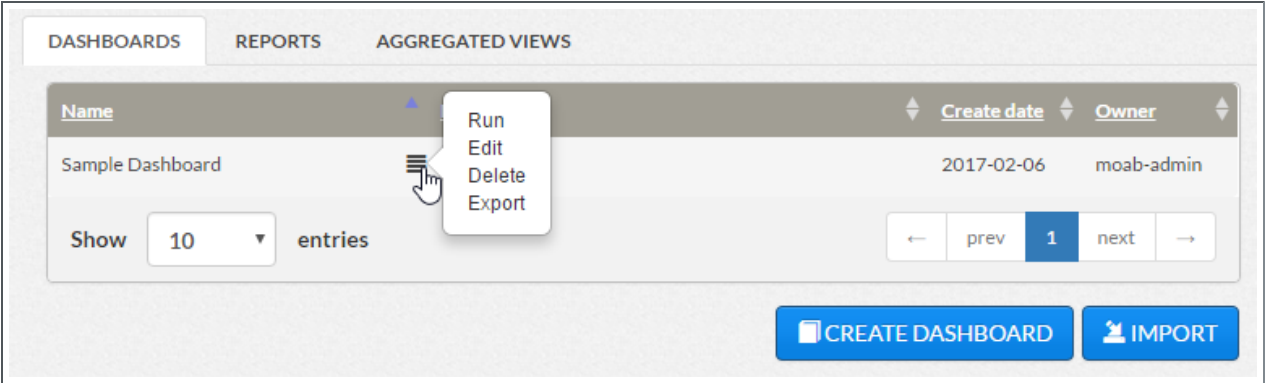 DASHBOARDS REPORTS AGGREGATED VIEWS
Name Create date Owner
Sample Dashboard 2017-02-06 moab-admin
Run
Edit
Delete
Export
Show 10 entries ← prev 1 next →
CREATE DASHBOARD IMPORT